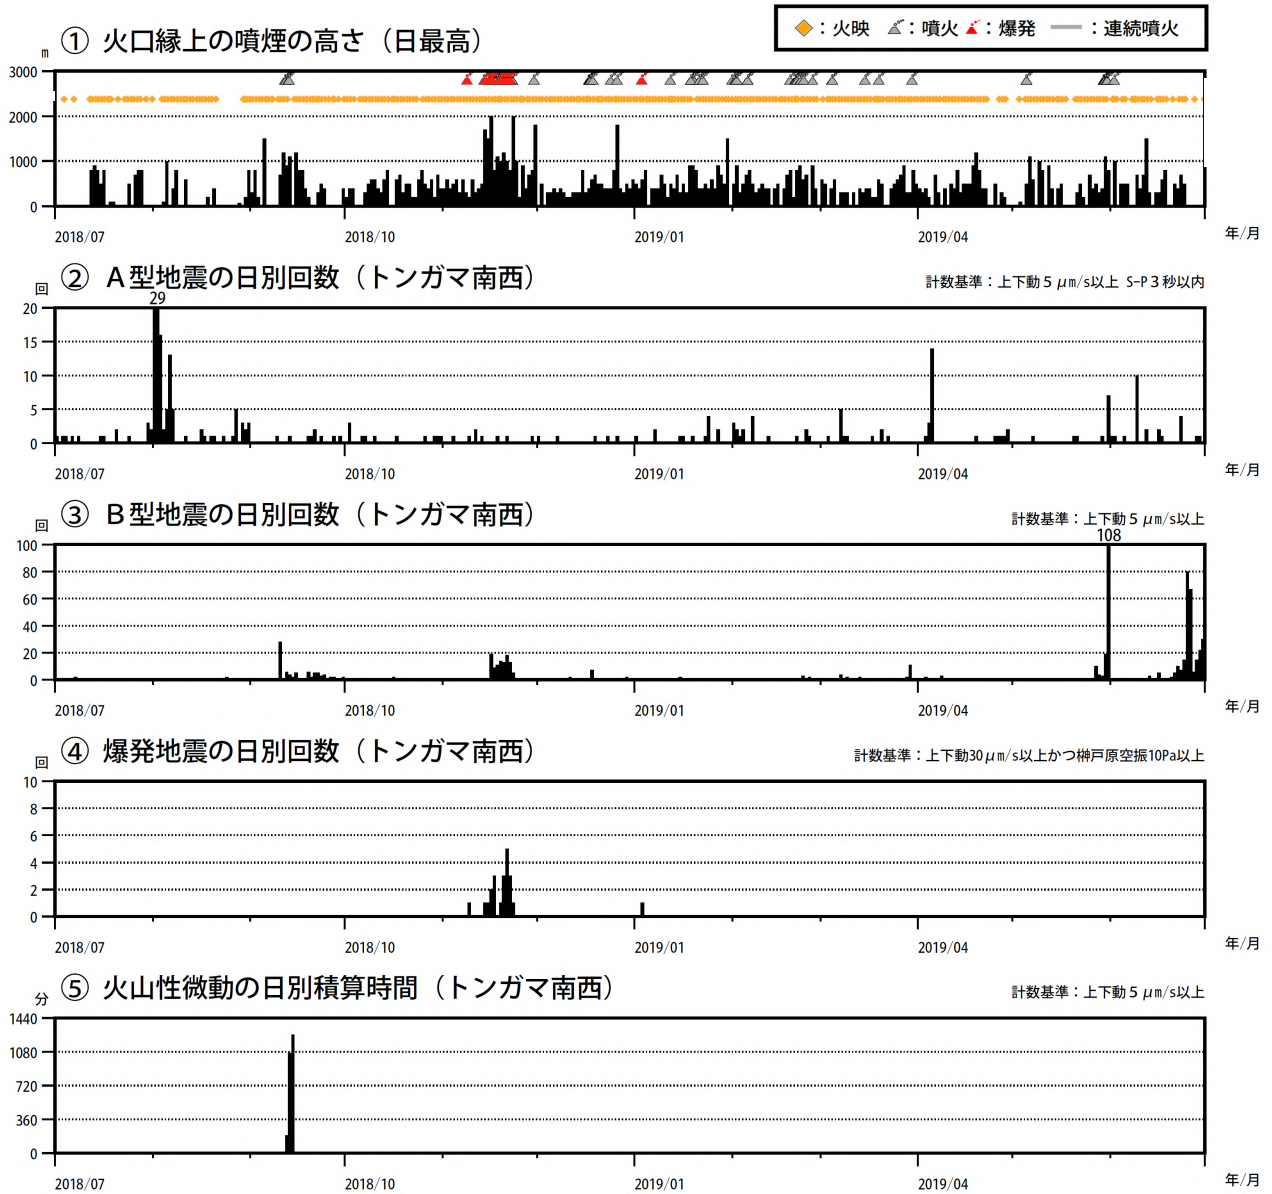 ：火映 ：噴火 ：爆発 ：連続噴火
① 火口縁上の噴煙の高さ（日最高）
m
3000
2000
1000
0
2018/07 2018/10 2019/01 2019/04 年/月
② Ａ型地震の日別回数（トンガマ南西） 計数基準：上下動５μm/s以上 S-P３秒以内
回
29
20
15
10
5
0
2018/07 2018/10 2019/01 2019/04 年/月
③ Ｂ型地震の日別回数（トンガマ南西） 計数基準：上下動５μm/s以上
回
108
100
80
60
40
20
0
2018/07 2018/10 2019/01 2019/04 年/月
④ 爆発地震の日別回数（トンガマ南西） 計数基準：上下動30μm/s以上かつ榊戸原空振10Pa以上
回
10
8
6
4
2
0
2018/07 2018/10 2019/01 2019/04 年/月
⑤ 火山性微動の日別積算時間（トンガマ南西） 計数基準：上下動５μm/s以上
分
1440
1080
720
360
0
2018/07 2018/10 2019/01 2019/04 年/月